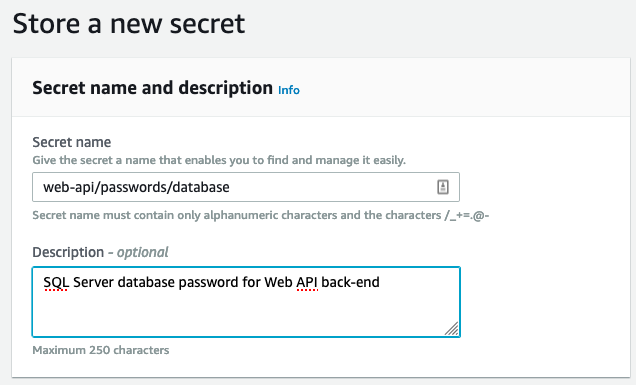 Store a new secret
Secret name and description Info
Secret name
Give the secret a name that enables you to find and manage it easily.
web-api/passwords/database
Secret name must contain only alphanumeric characters and the characters /_+=.@-
Description - optional
SQL Server database password for Web API back-end
Maximum 250 characters